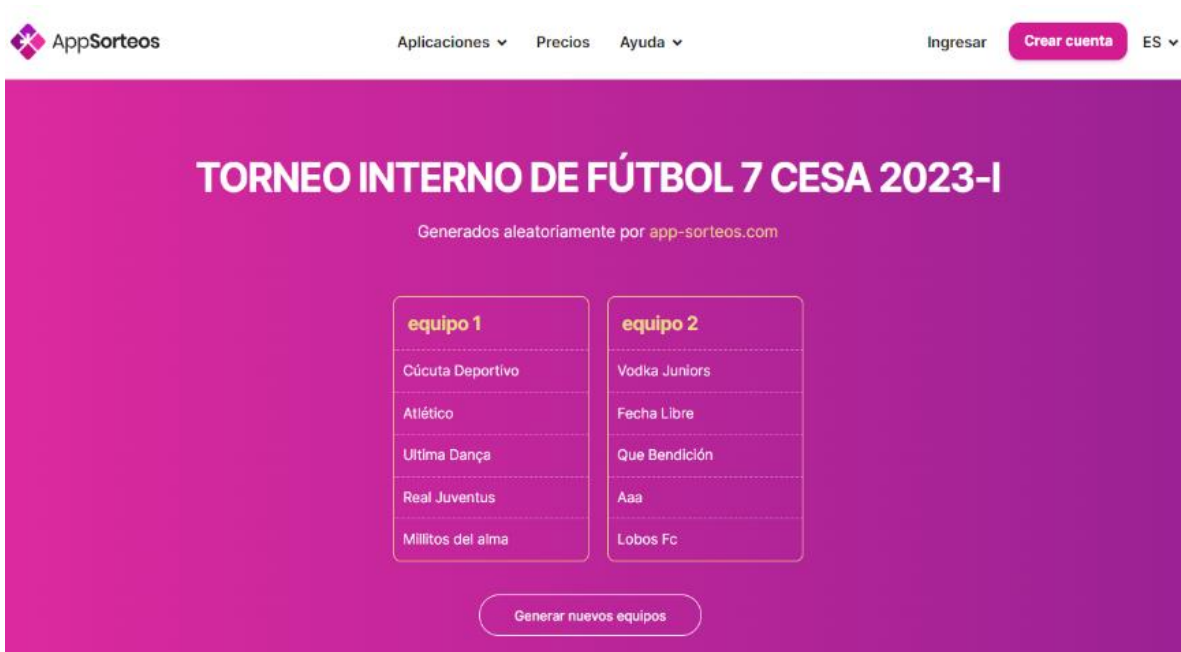 AppSorteos
Aplicaciones
Precios
Ayuda
Ingresar
Crear cuenta
ES
TORNEO INTERNO DE FÚTBOL 7 CESA 2023-I
Generados aleatoriamente por app-sorteos.com
equipo 1
Cúcuta Deportivo
Atlético
Ultima Dança
Real Juventus
Millitos del alma
equipo 2
Vodka Juniors
Fecha Libre
Que Bendición
Aaa
Lobos Fc
Generar nuevos equipos